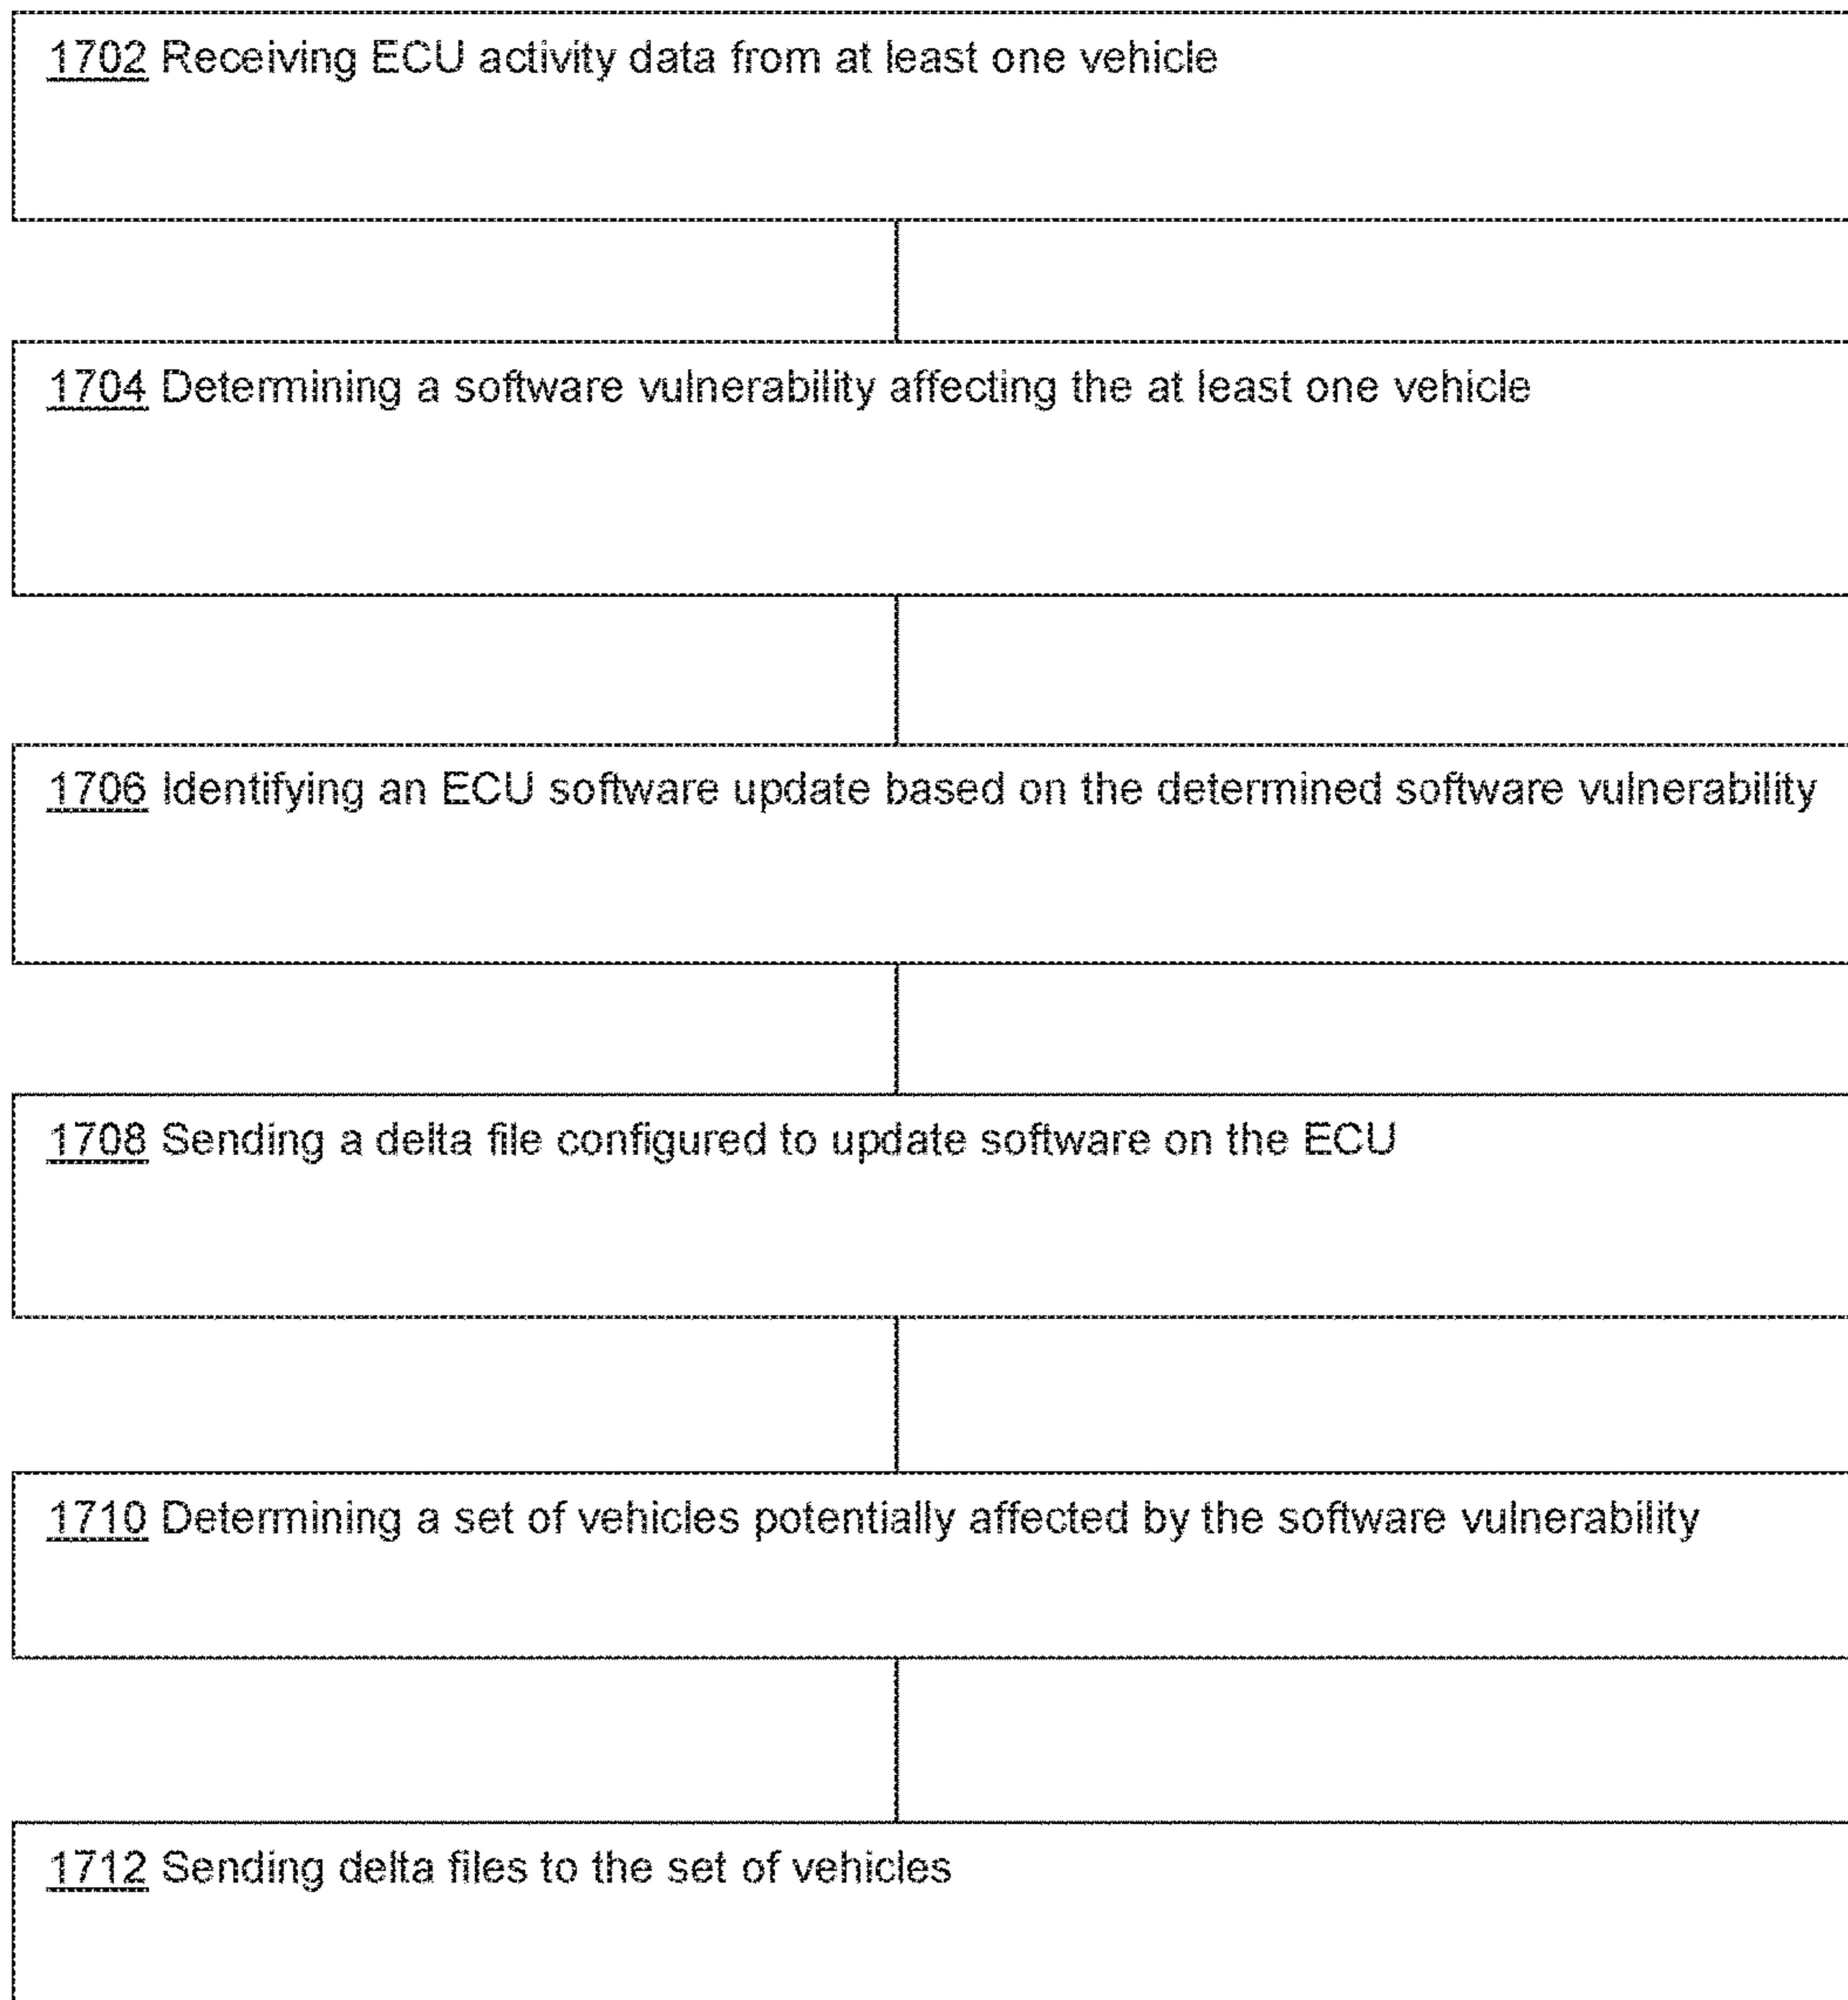 1702 Receiving ECU activity data from at least one vehicle
1704 Determining a software vulnerability affecting the at least one vehicle
1706 Identifying an ECU software update based on the determined software vulnerability
1708 Sending a delta file configured to update software on the ECU
1710 Determining a set of vehicles potentially affected by the software vulnerability
1712 Sending delta files to the set of vehicles